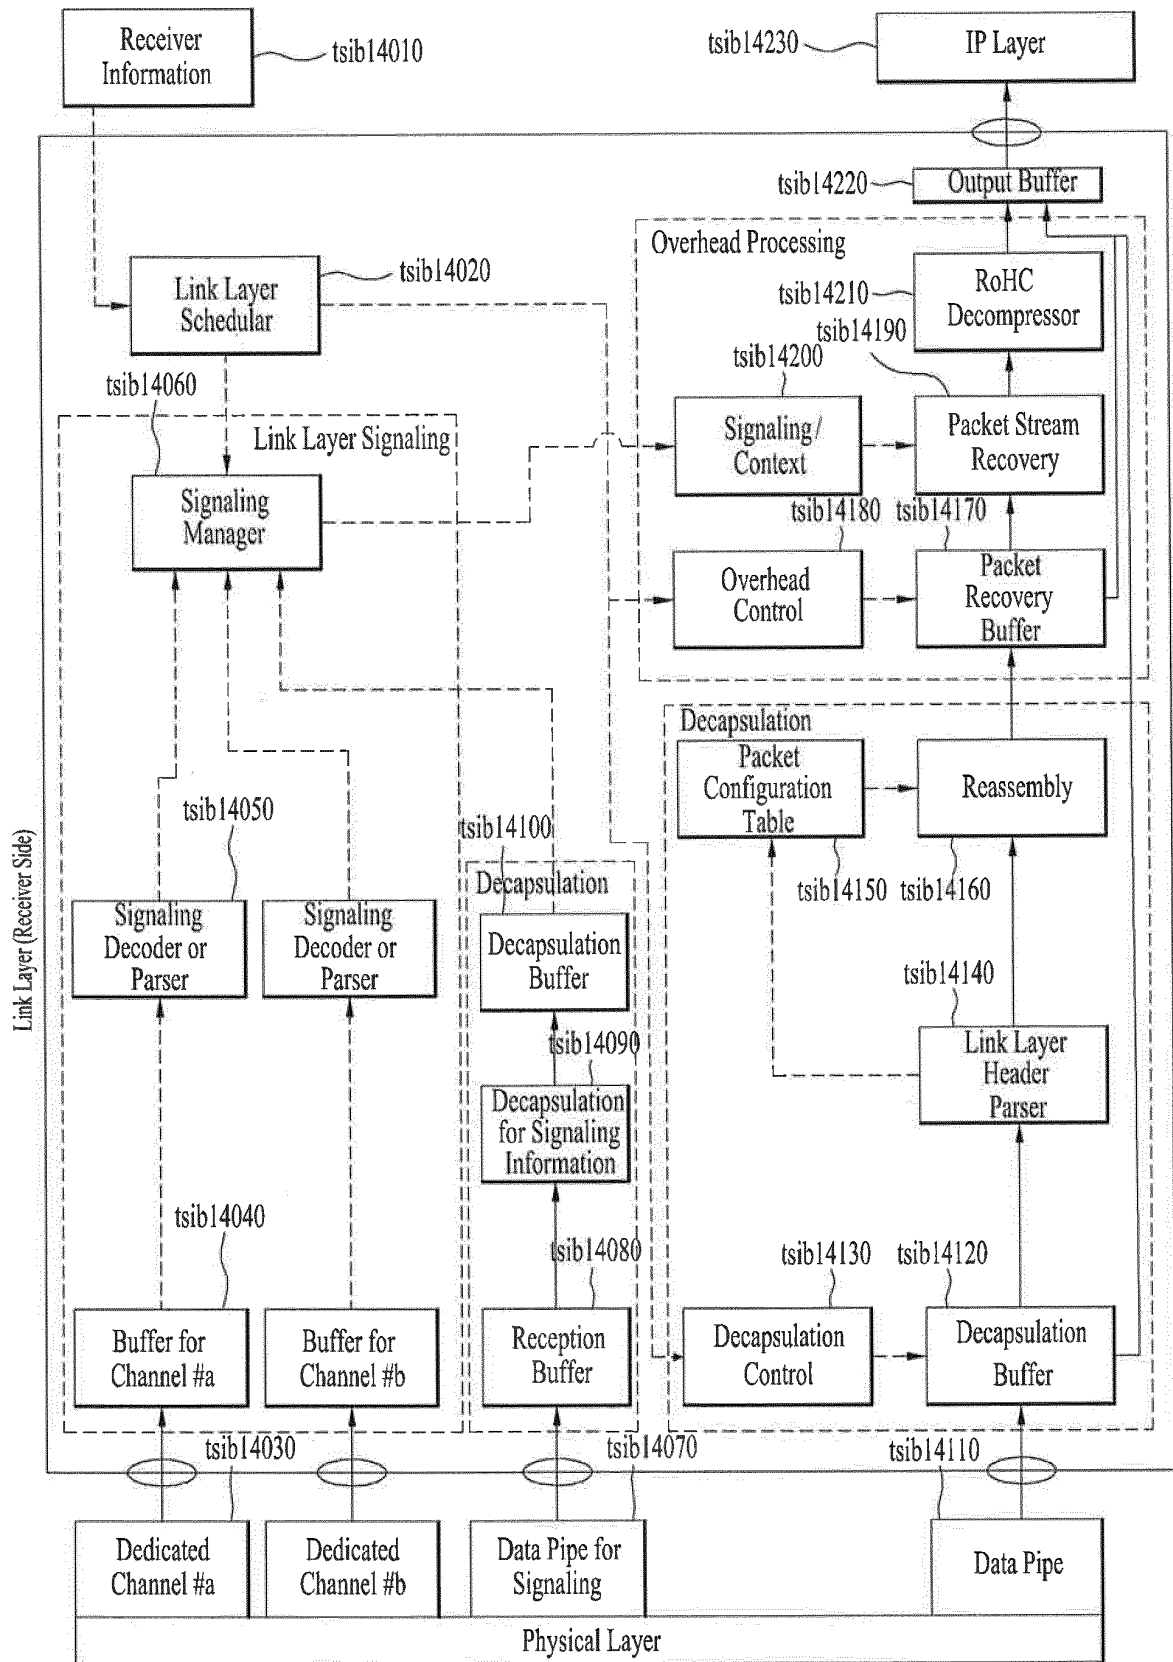 Receiver
Information
tsib14010
tsib14230
IP Layer
tsib14220
Output Buffer
Overhead Processing
tsib14020
Link Layer
Schedular
tsib14210
RoHC
Decompressor
tsib14190
tsib14200
tsib14060
Link Layer Signaling
Signaling /
Context
Packet Stream
Recovery
Signaling
Manager
tsib14180
tsib14170
Overhead
Control
Packet
Recovery
Buffer
Decapsulation
Packet
Configuration
Table
Reassembly
tsib14050
tsib14100
tsib14150
tsib14160
Link Layer (Receiver Side)
Decapsulation
Signaling
Decoder or
Parser
Signaling
Decoder or
Parser
Decapsulation
Buffer
tsib14140
tsib14090
Link Layer
Header
Parser
Decapsulation
for Signaling
Information
tsib14040
tsib14080
tsib14130
tsib14120
Buffer for
Channel #a
Buffer for
Channel #b
Reception
Buffer
Decapsulation
Control
Decapsulation
Buffer
tsib14030
tsib14070
tsib14110
Dedicated
Channel #a
Dedicated
Channel #b
Data Pipe for
Signaling
Data Pipe
Physical Layer